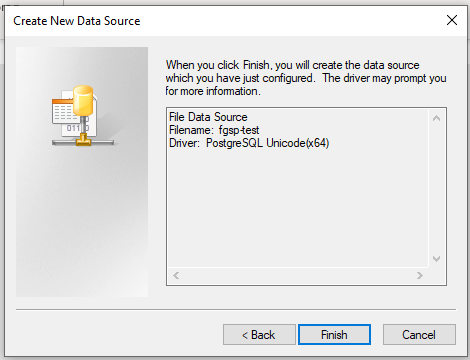 Create New Data Source
When you click Finish, you will create the data source
which you have just configured. The driver may prompt you
for more information.
File Data Source
Filename: fgsp-test
Driver: PostgreSQL Unicode(x64)
< Back
Finish
Cancel